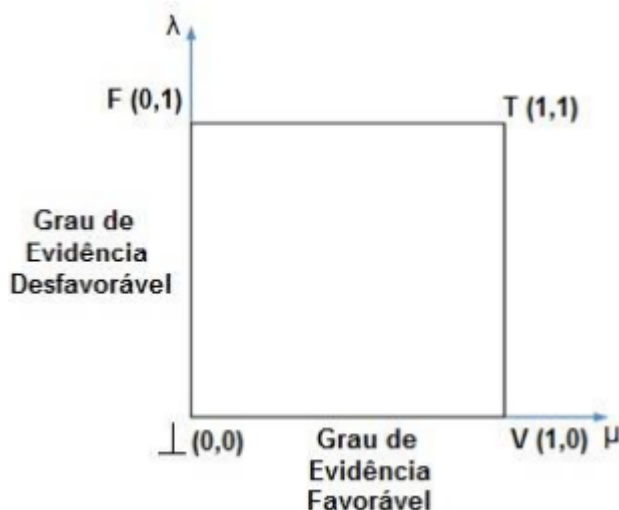 λ
F (0,1)
T (1,1)
Grau de
Evidência
Desfavorável
⊥ (0,0)
Grau de
Evidência
Favorável
V (1,0)
μ